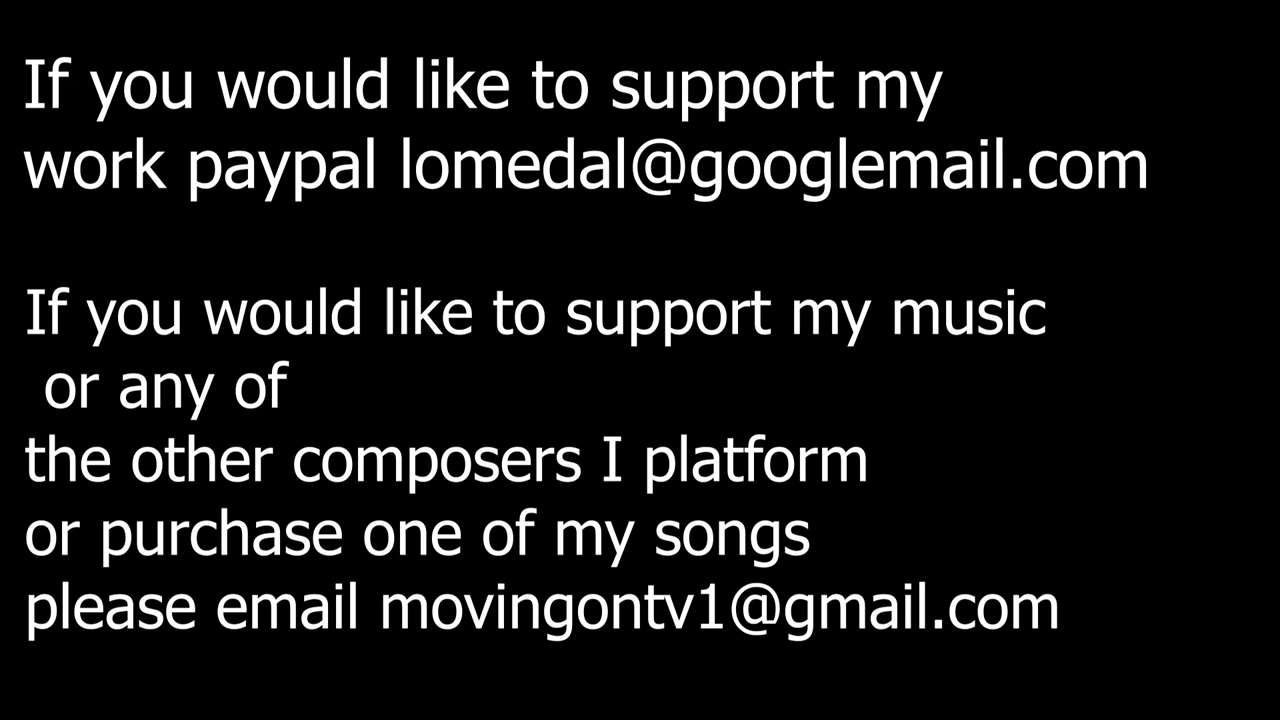 If you would like to support my
work paypal lomedal@googlemail.com
If you would like to support my music
or any of
the other composers I platform
or purchase one of my songs
please email movingontv1@gmail.com